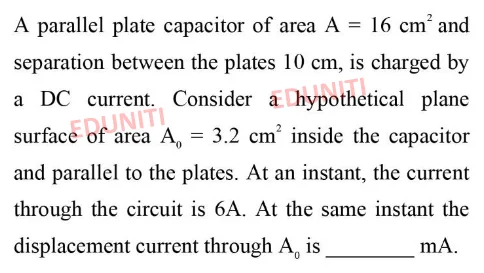 A parallel plate capacitor of area A = 16 cm² and
separation between the plates 10 cm, is charged by
a DC current. Consider a hypothetical plane
surface of area A₀ = 3.2 cm² inside the capacitor
and parallel to the plates. At an instant, the current
through the circuit is 6A. At the same instant the
displacement current through A₀ is ________ mA.
EDUNITI
EDUNITI